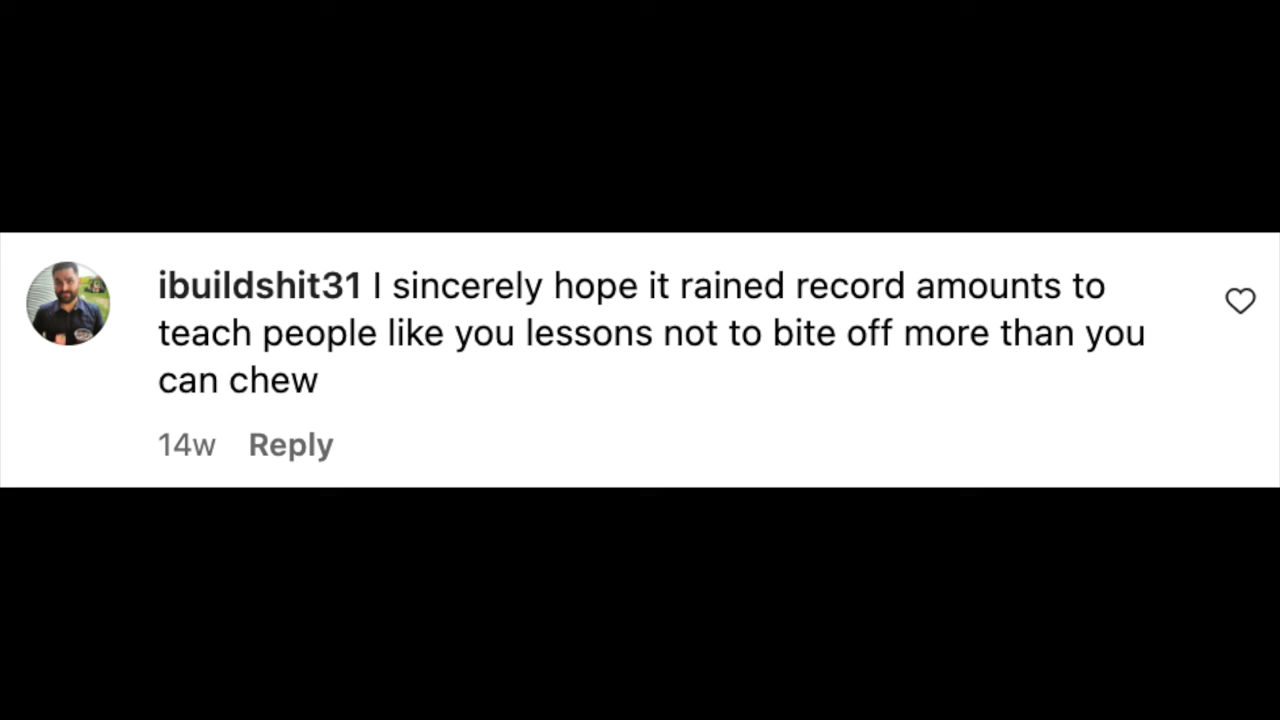 ibuildshit31 I sincerely hope it rained record amounts to
teach people like you lessons not to bite off more than you
can chew
14w Reply